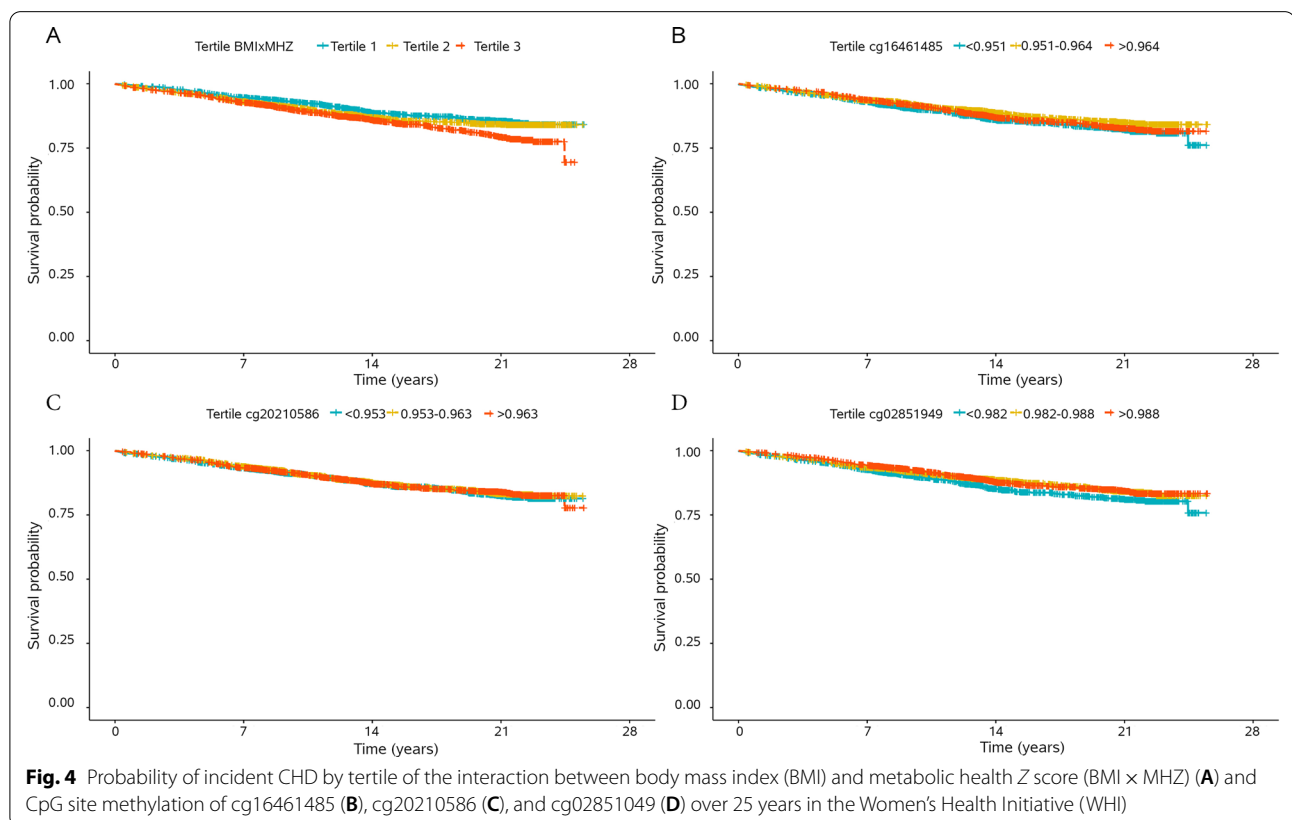 A
Tertile BMIxMHZ Tertile 1 Tertile 2 Tertile 3
Survival probability
1.00
0.75
0.50
0.25
0.00
0 7 14 21 28
Time (years)
B
Tertile cg16461485 <0.951 0.951-0.964 >0.964
Survival probability
1.00
0.75
0.50
0.25
0.00
0 7 14 21 28
Time (years)
C
Tertile cg20210586 <0.953 0.953-0.963 >0.963
Survival probability
1.00
0.75
0.50
0.25
0.00
0 7 14 21 28
Time (years)
D
Tertile cg02851949 <0.982 0.982-0.988 >0.988
Survival probability
1.00
0.75
0.50
0.25
0.00
0 7 14 21 28
Time (years)
Fig. 4 Probability of incident CHD by tertile of the interaction between body mass index (BMI) and metabolic health Z score (BMI × MHZ) (A) and
CpG site methylation of cg16461485 (B), cg20210586 (C), and cg02851049 (D) over 25 years in the Women's Health Initiative (WHI)